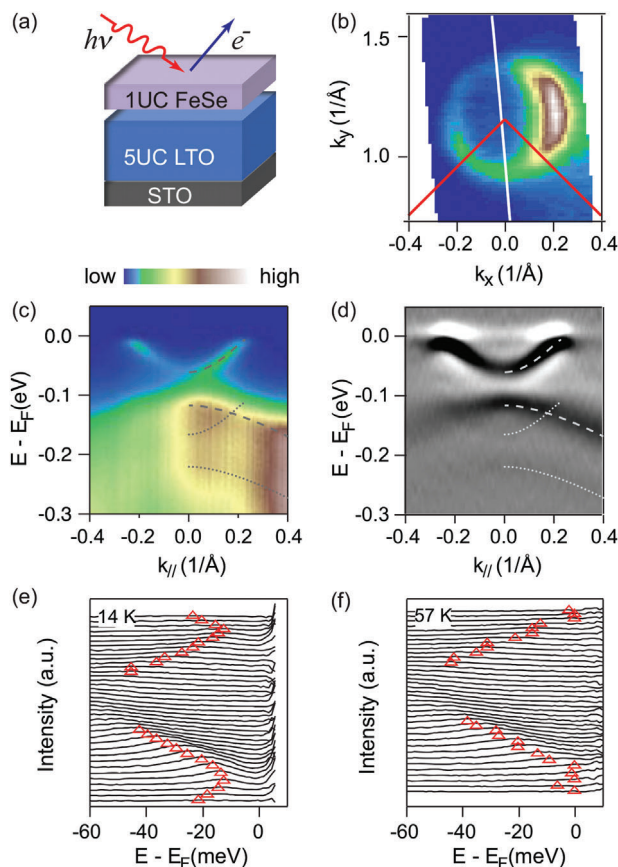 (a)
hν
e⁻
1UC FeSe
5UC LTO
STO
(b)
k_y (1/Å)
1.5
1.0
-0.4 -0.2 0.0 0.2 0.4
k_x (1/Å)
low high
(c)
E - E_F(eV)
0.0
-0.1
-0.2
-0.3
-0.4 -0.2 0.0 0.2 0.4
k_// (1/Å)
(d)
E - E_F(eV)
0.0
-0.1
-0.2
-0.3
-0.4 -0.2 0.0 0.2 0.4
k_// (1/Å)
(e)
14 K
Intensity (a.u.)
-60 -40 -20 0
E - E_F(meV)
(f)
57 K
Intensity (a.u.)
-60 -40 -20 0
E - E_F(meV)